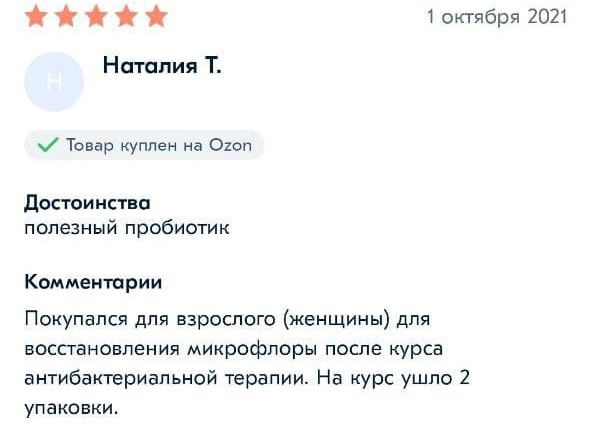 1 октября 2021
Н
Наталия Т.
Товар куплен на Ozon
Достоинства
полезный пробиотик
Комментарии
Покупался для взрослого (женщины) для
восстановления микрофлоры после курса
антибактериальной терапии. На курс ушло 2
упаковки.